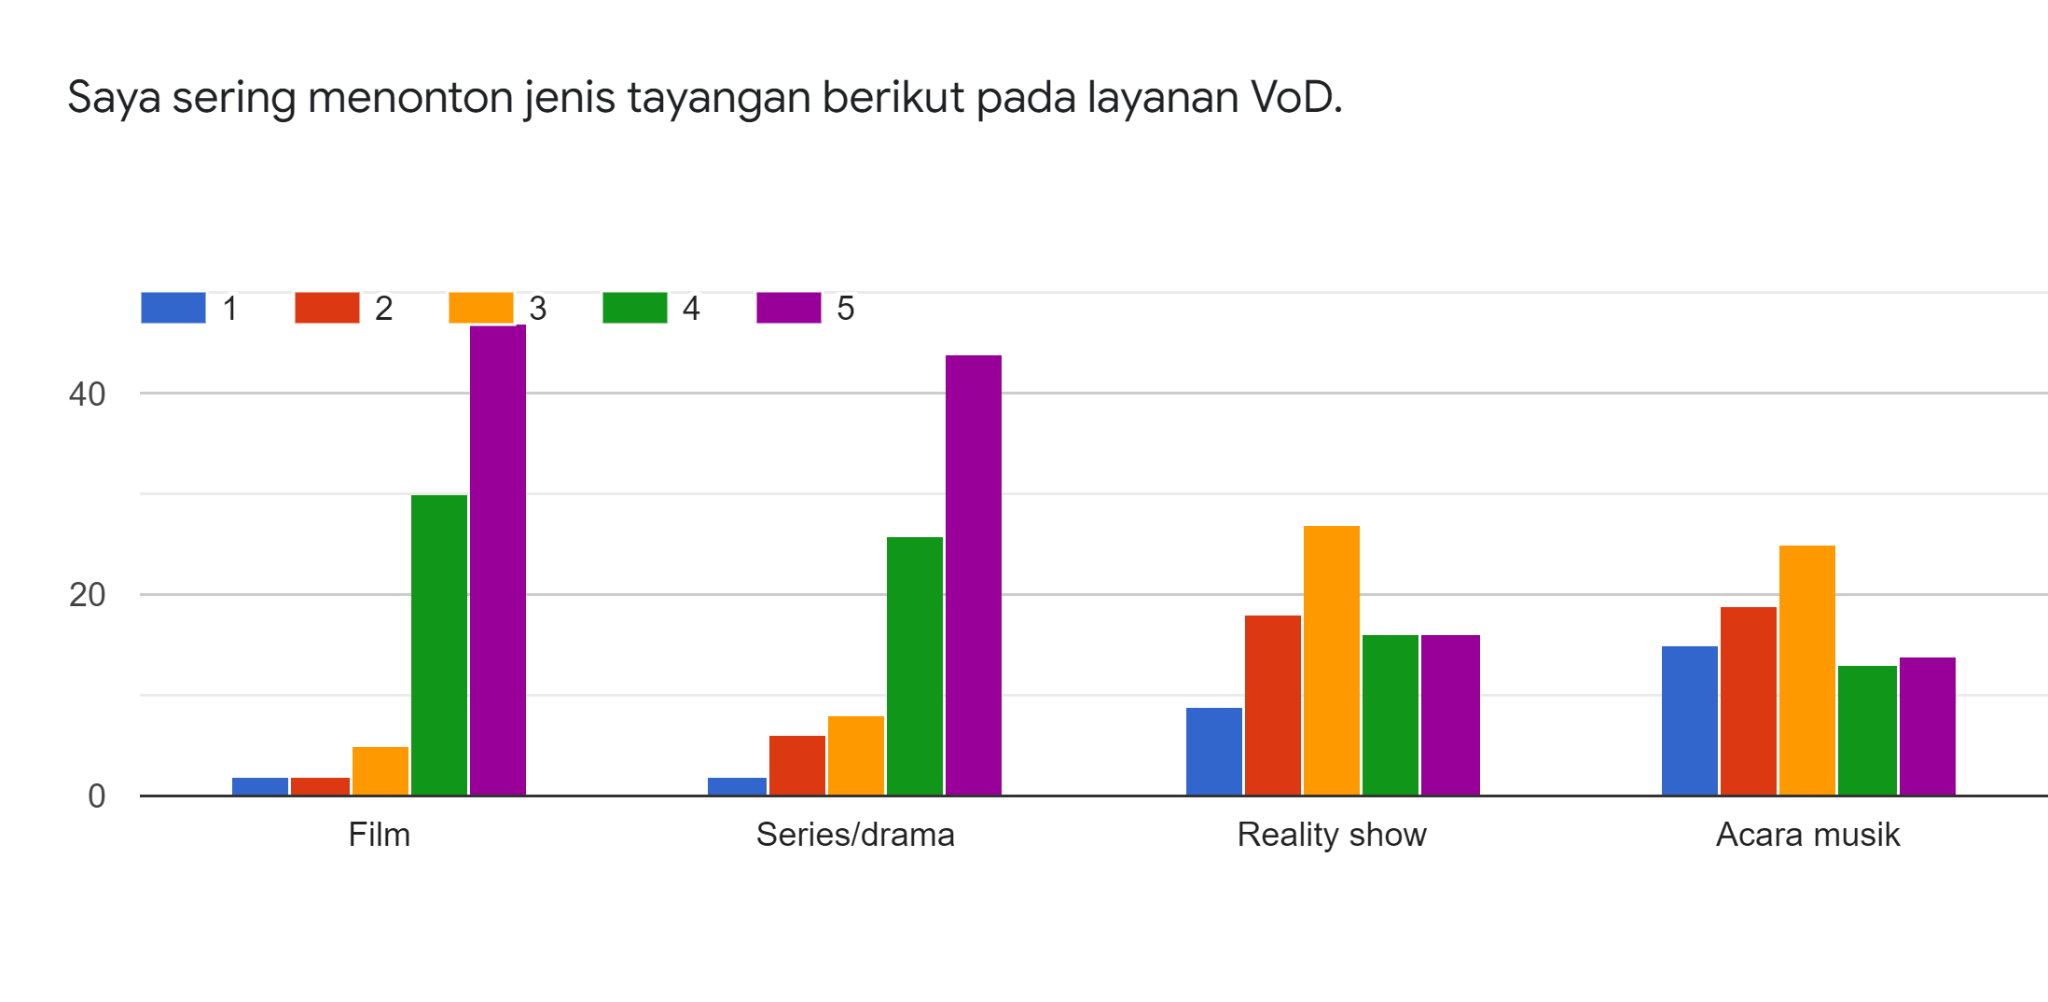 Saya sering menonton jenis tayangan berikut pada layanan VoD.
1 2 3 4 5
40
20
0
Film Series/drama Reality show Acara musik